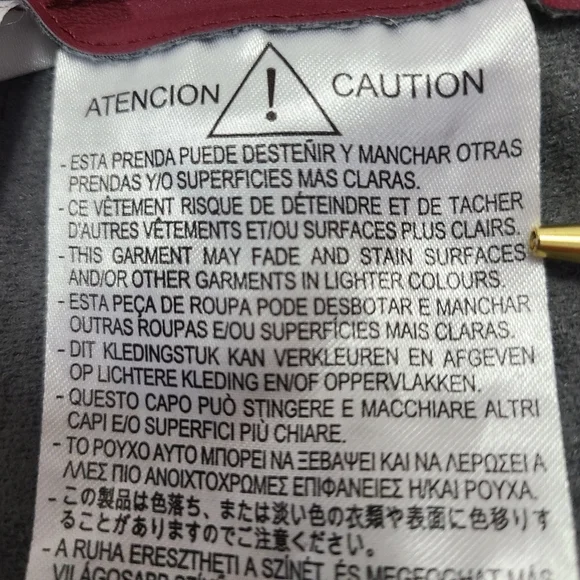 ATENCION ! CAUTION
- ESTA PRENDA PUEDE DESTEÑIR Y MANCHAR OTRAS
PRENDAS Y/O SUPERFICIES MAS CLARAS.
- CE VÊTEMENT RISQUE DE DÉTEINDRE ET DE TACHER
D'AUTRES VÊTEMENTS ET/OU SURFACES PLUS CLAIRS.
- THIS GARMENT MAY FADE AND STAIN SURFACES
AND/OR OTHER GARMENTS IN LIGHTER COLOURS.
- ESTA PEÇA DE ROUPA PODE DESBOTAR E MANCHAR
OUTRAS ROUPAS E/OU SUPERFÍCIES MAIS CLARAS.
- DIT KLEDINGSTUK KAN VERKLEUREN EN AFGEVEN
OP LICHTERE KLEDING EN/OF OPPERVLAKKEN.
- QUESTO CAPO PUÒ STINGERE E MACCHIARE ALTRI
CAPI E/O SUPERFICI PIÙ CHIARE.
- ΤΟ ΡΟΥΧΟ ΑΥΤΟ ΜΠΟΡΕΙ ΝΑ ΞΕΒΑΨΕΙ ΚΑΙ ΝΑ ΛΕΡΩΣΕΙ Α
ΛΛΕΣ ΠΙΟ ΑΝΟΙΧΤΟΧΡΩΜΕΣ ΕΠΙΦΑΝΕΙΕΣ Η/ΚΑΙ ΡΟΥΧΑ.
- この製品は色落ち、または淡い色の衣類や表面に色移りす
ることがありますのでご注意ください。
- A RUHA ERESZTHETI A SZÍNÉT, ÉS MEGFOGHAT MÁS
VILÁGOSABB